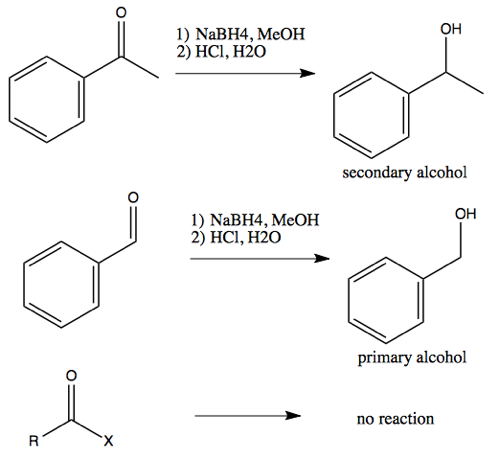 O
1) NaBH4, MeOH
2) HCl, H2O
OH
secondary alcohol
O
1) NaBH4, MeOH
2) HCl, H2O
OH
primary alcohol
O
R
X
no reaction